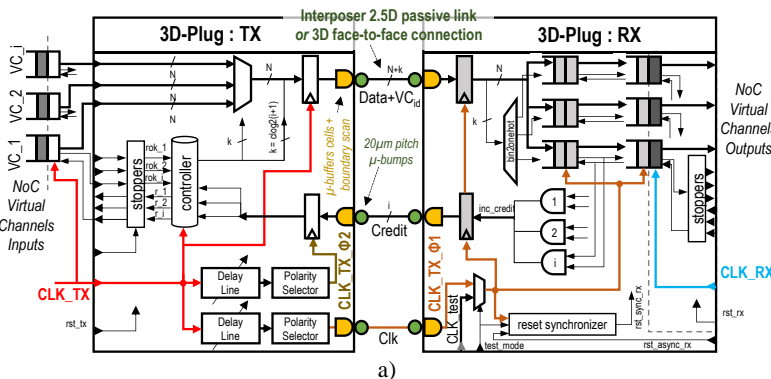 Interposer 2.5D passive link
or 3D face-to-face connection
3D-Plug : TX
3D-Plug : RX
VC_i
VC_2
VC_1
N
N
N
N
N+k
Data+VCid
N
k
k
k = clog2(i+1)
k
bin2onehot
µ-buffers cells +
boundary scan
20µm pitch
µ-bumps
NoC
Virtual
Channels
Outputs
NoC
Virtual
Channels
Inputs
stoppers
rok_1
rok_2
rok_i
r_1
r_2
r_i
controller
i
Credit
inc_credit
1
2
i
stoppers
CLK_TX
CLK_TX_Φ2
CLK_TX_Φ1
CLK_RX
CLK_test
Delay
Line
Polarity
Selector
Delay
Line
Polarity
Selector
Clk
rst_tx
reset synchronizer
rst_sync_rx
rst_rx
test_mode
rst_async_rx
a)